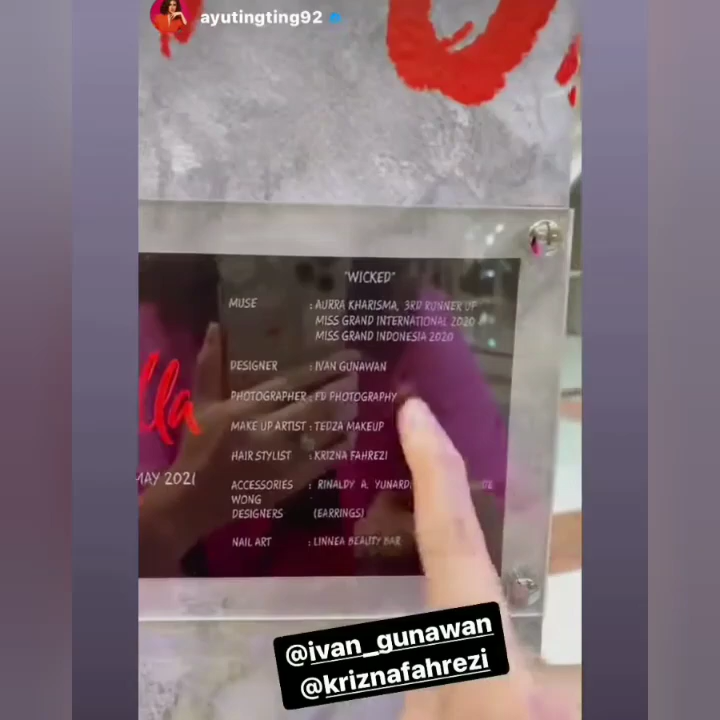 ayutingting92
"WICKED"
MUSE : AURRA KHARISMA, 3RD RUNNER UP
MISS GRAND INTERNATIONAL 2020
MISS GRAND INDONESIA 2020
DESIGNER : IVAN GUNAWAN
PHOTOGRAPHER : FD PHOTOGRAPHY
MAKE UP ARTIST : TEDZA MAKEUP
HAIR STYLIST : KRIZNA FAHREZI
lla
MAY 2021
ACCESSORIES : RINALDY A. YUNARDI
WONG
DESIGNERS (EARRINGS)
NAIL ART : LINNEA BEAUTY BAR
@ivan_gunawan
@kriznafahrezi